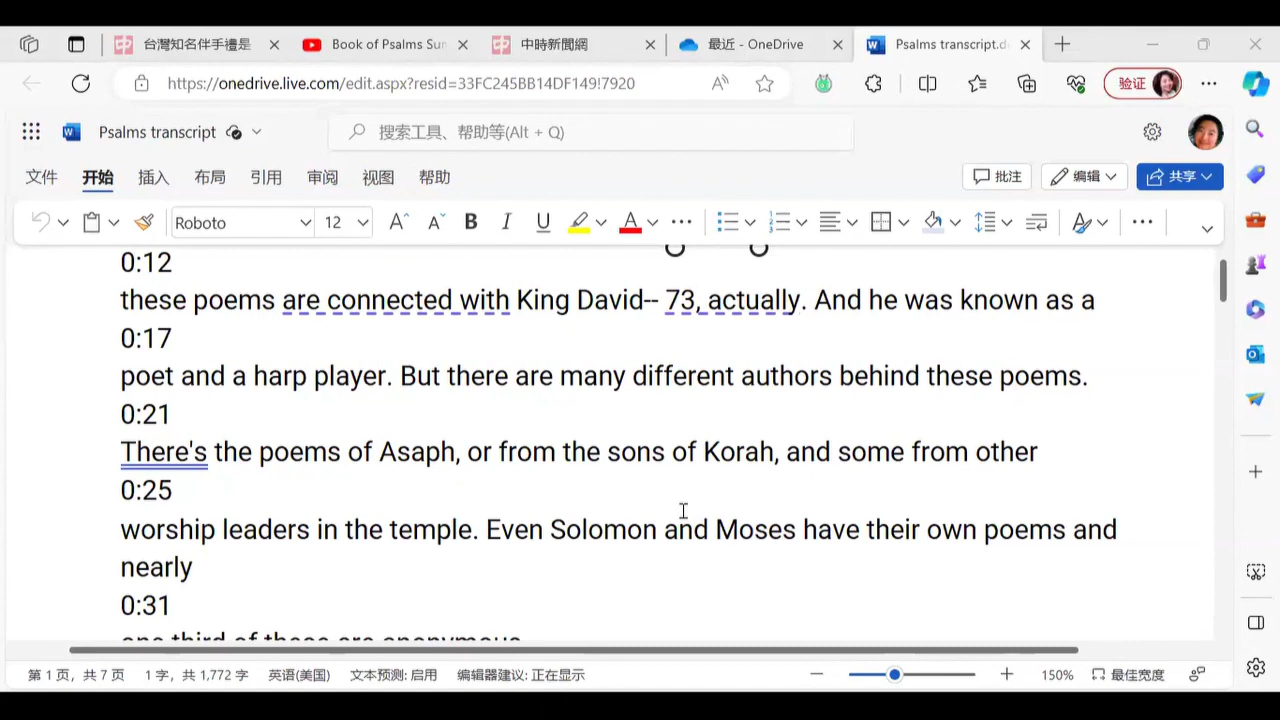 台灣知名伴手禮是
Book of Psalms Sur
中時新聞網
最近 - OneDrive
Psalms transcript.d
https://onedrive.live.com/edit.aspx?resid=33FC245BB14DF149!7920
验证
Psalms transcript
搜索工具、帮助等(Alt + Q)
文件 开始 插入 布局 引用 审阅 视图 帮助
批注 编辑 共享
Roboto 12
0:12
these poems are connected with King David-- 73, actually. And he was known as a
0:17
poet and a harp player. But there are many different authors behind these poems.
0:21
There's the poems of Asaph, or from the sons of Korah, and some from other
0:25
worship leaders in the temple. Even Solomon and Moses have their own poems and
nearly
0:31
one third of these are anonymous
第 1 页，共 7 页 1 字，共 1,772 字 英语(美国) 文本预测: 启用 编辑器建议: 正在显示 150% 最佳宽度